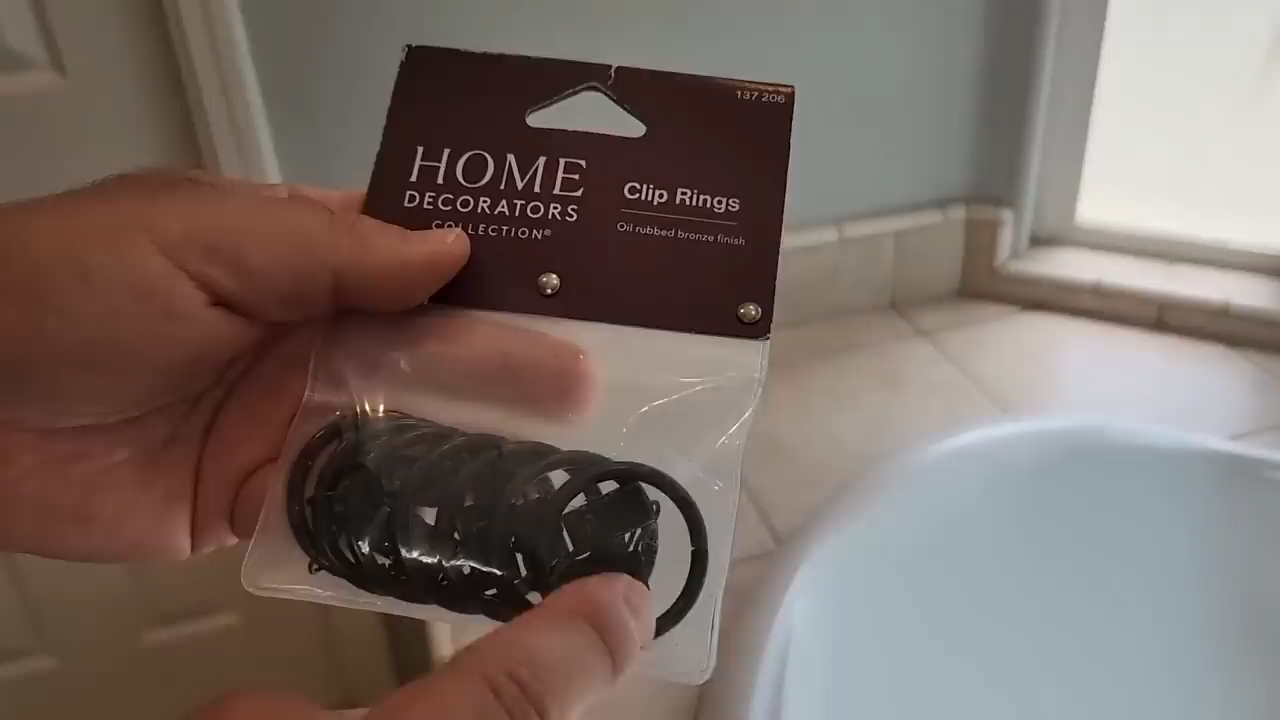 137 206
HOME
DECORATORS
COLLECTION®
Clip Rings
Oil rubbed bronze finish